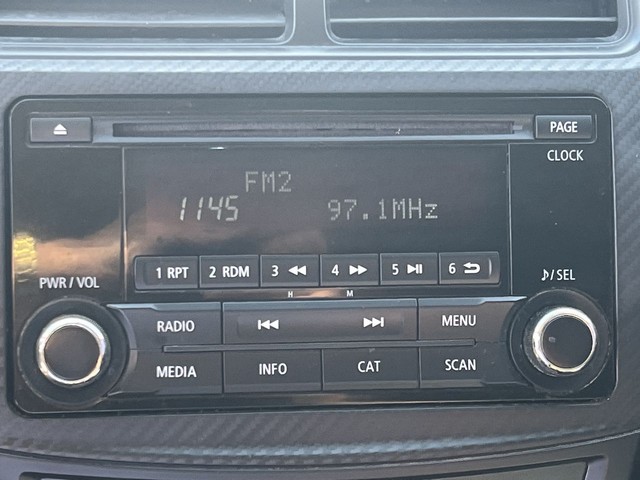 PAGE
CLOCK
FM2
1145 97.1MHz
1 RPT 2 RDM 3 4 5 6
H M
PWR / VOL
♪/ SEL
RADIO MENU
MEDIA INFO CAT SCAN